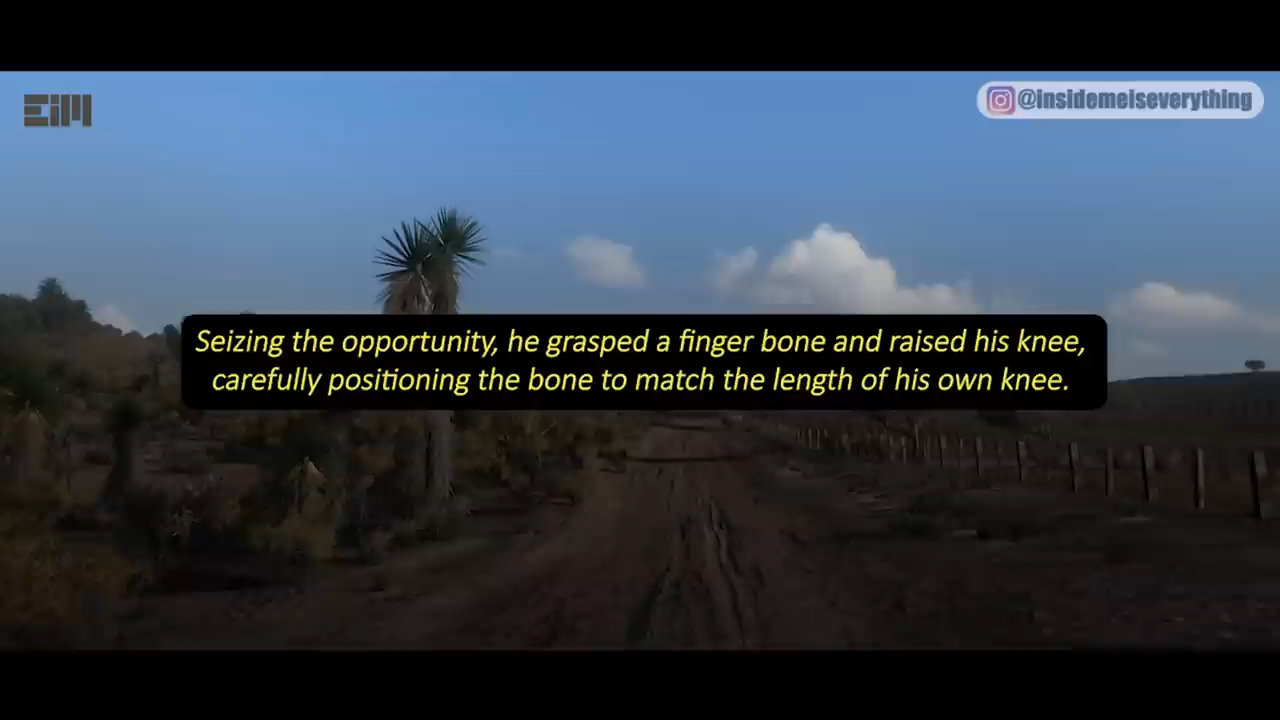 EiM
@insidemeiseverything
Seizing the opportunity, he grasped a finger bone and raised his knee,
carefully positioning the bone to match the length of his own knee.